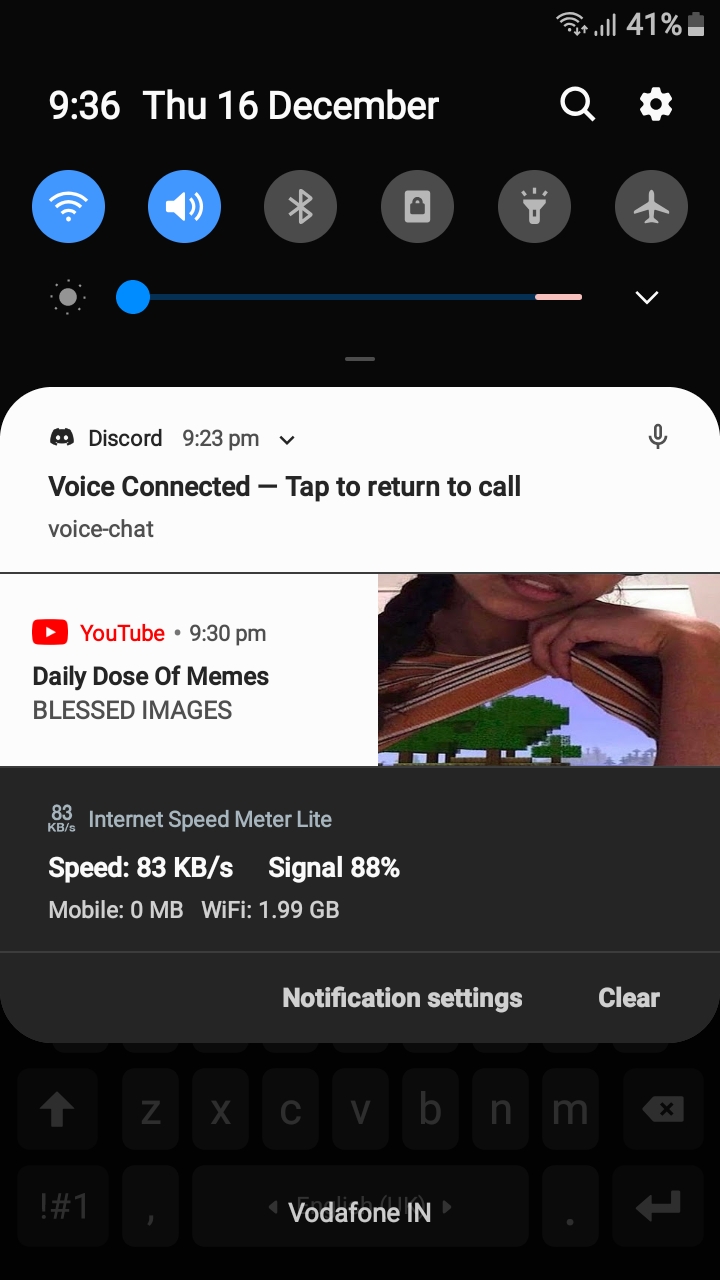 41%
9:36 Thu 16 December
Discord 9:23 pm
Voice Connected — Tap to return to call
voice-chat
YouTube • 9:30 pm
Daily Dose Of Memes
BLESSED IMAGES
83
KB/s
Internet Speed Meter Lite
Speed: 83 KB/s Signal 88%
Mobile: 0 MB WiFi: 1.99 GB
Notification settings Clear
z x c v b n m
!#1 , English (UK) .
Vodafone IN